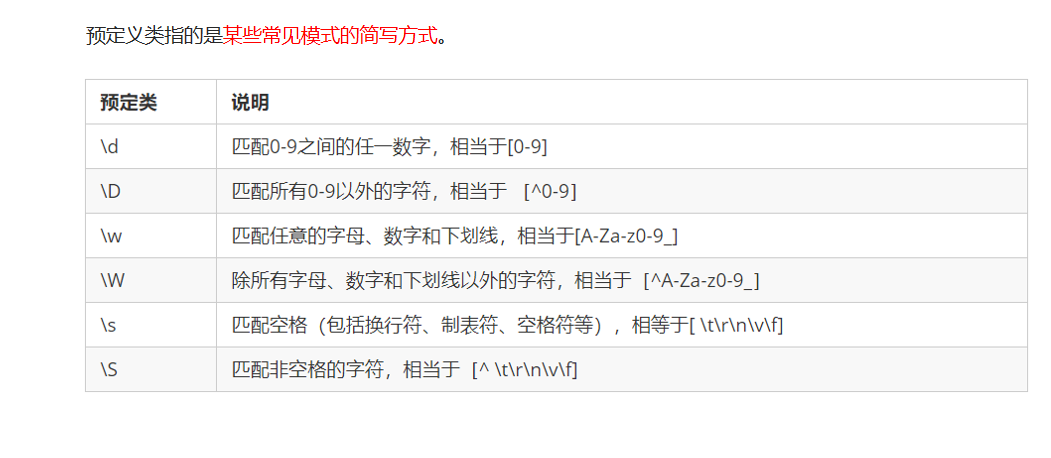 预定义类指的是某些常见模式的简写方式。
预定类 说明
\d 匹配0-9之间的任一数字，相当于[0-9]
\D 匹配所有0-9以外的字符，相当于 [^0-9]
\w 匹配任意的字母、数字和下划线，相当于[A-Za-z0-9_]
\W 除所有字母、数字和下划线以外的字符，相当于 [^A-Za-z0-9_]
\s 匹配空格（包括换行符、制表符、空格符等），相等于[ \t\r\n\v\f]
\S 匹配非空格的字符，相当于 [^ \t\r\n\v\f]